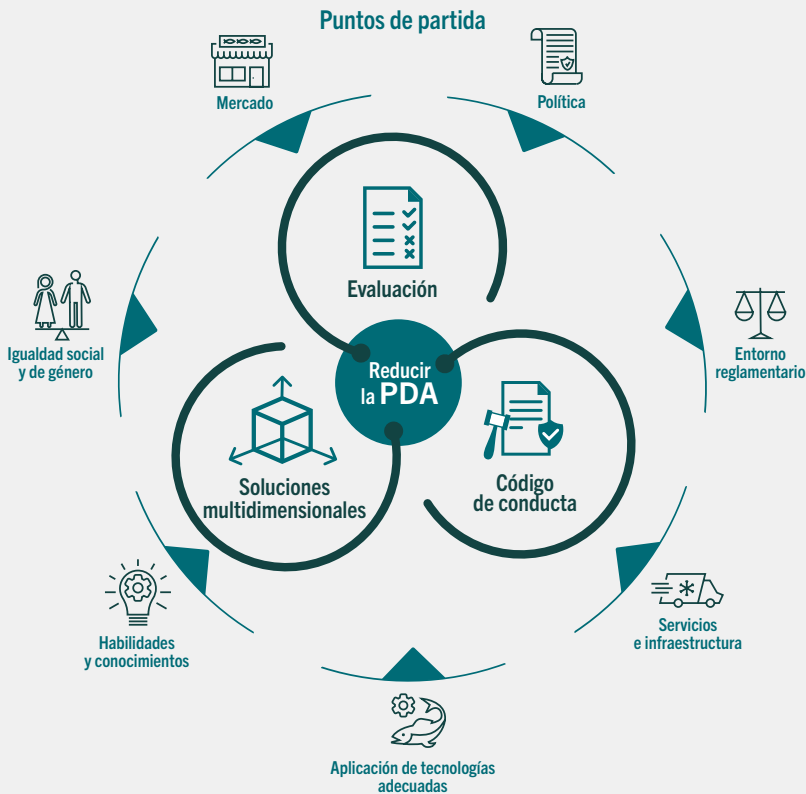 Puntos de partida
Mercado
Política
Evaluación
Igualdad social
y de género
Entorno
reglamentario
Reducir
la PDA
Soluciones
multidimensionales
Código
de conducta
Habilidades
y conocimientos
Servicios
e infraestructura
Aplicación de tecnologías
adecuadas